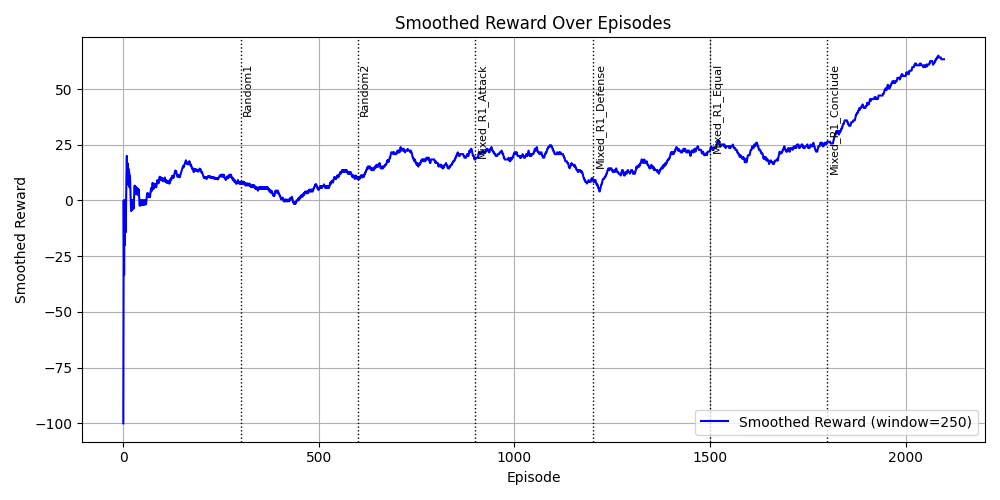 Smoothed Reward Over Episodes
Smoothed Reward
50
25
0
−25
−50
−75
−100
Random1
Random2
Mixed_R1_Attack
Mixed_R1_Defense
Mixed_R1_Equal
Mixed_R1_Conclude
Smoothed Reward (window=250)
0 500 1000 1500 2000
Episode